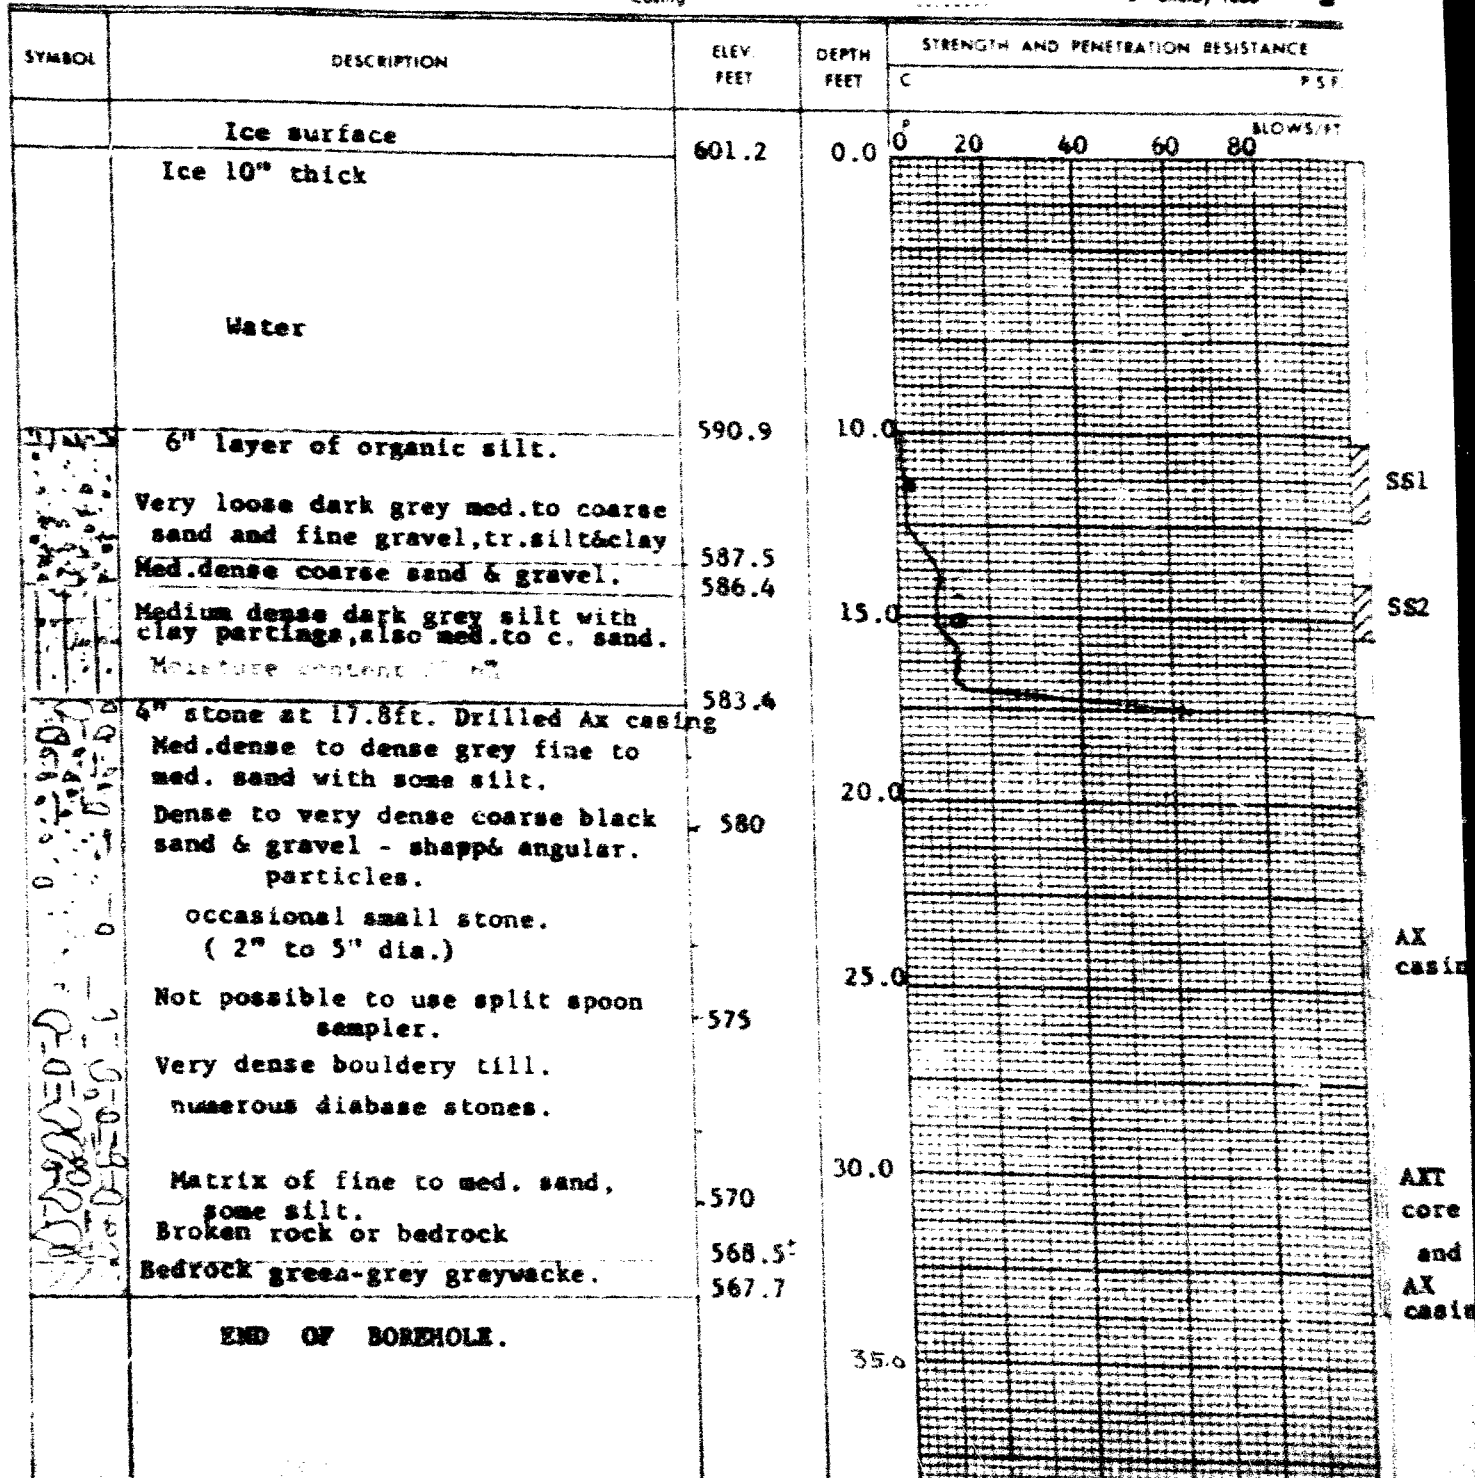 SYMBOL
DESCRIPTION
ELEV.
FEET
DEPTH
FEET
STRENGTH AND PENETRATION RESISTANCE
C
P.S.F.
P
BLOWS/FT
0 20 40 60 80
Ice surface
601.2
0.0
Ice 10" thick
Water
590.9
10.0
6" layer of organic silt.
SS1
Very loose dark grey med.to coarse
sand and fine gravel,tr.silt&clay
587.5
Med.dense coarse sand & gravel.
586.4
Medium dense dark grey silt with
15.0
SS2
clay partings,also med.to c. sand.
Moisture content
583.4
4" stone at 17.8ft. Drilled Ax casing
Med.dense to dense grey fine to
med. sand with some silt.
20.0
Dense to very dense coarse black
580
sand & gravel - shapp& angular.
particles.
occasional small stone.
( 2" to 5" dia.)
AX
casin
25.0
Not possible to use split spoon
sampler.
575
Very dense bouldery till.
numerous diabase stones.
30.0
Matrix of fine to med. sand,
some silt.
570
AXT
core
and
AX
casin
Broken rock or bedrock
568.5±
Bedrock green-grey greywacke.
567.7
END OF BOREHOLE.
35.0